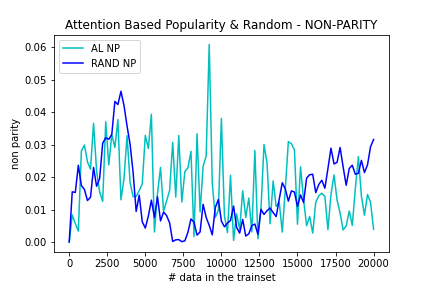 Attention Based Popularity & Random - NON-PARITY
AL NP
RAND NP
non parity
0.06
0.05
0.04
0.03
0.02
0.01
0.00
0 2500 5000 7500 10000 12500 15000 17500 20000
# data in the trainset